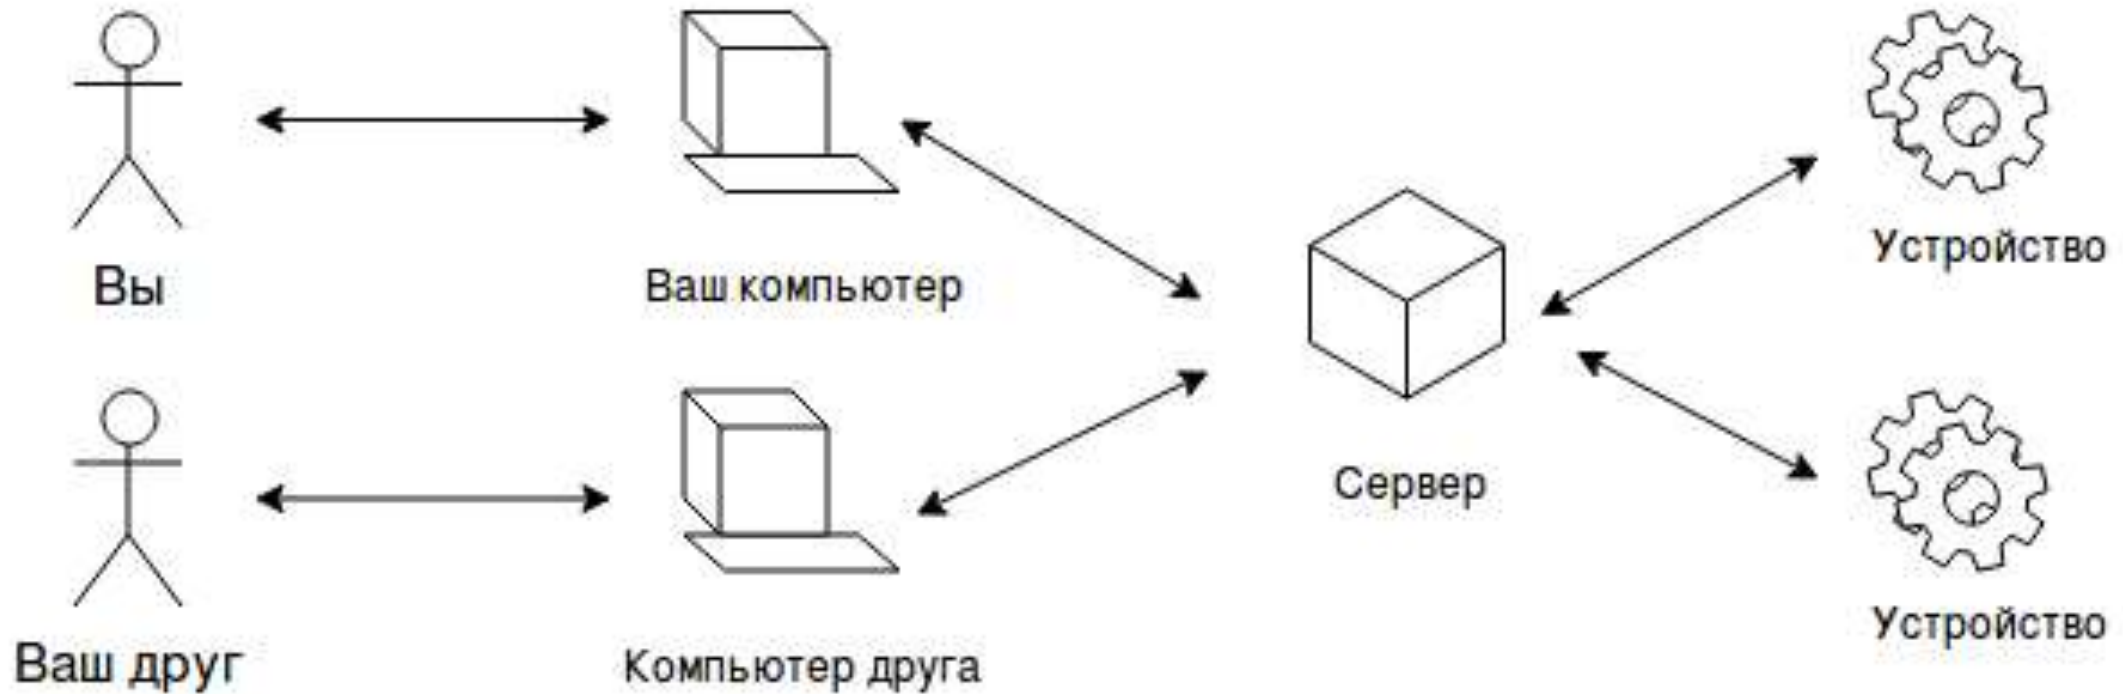 Вы
Ваш компьютер
Устройство
Сервер
Ваш друг
Компьютер друга
Устройство